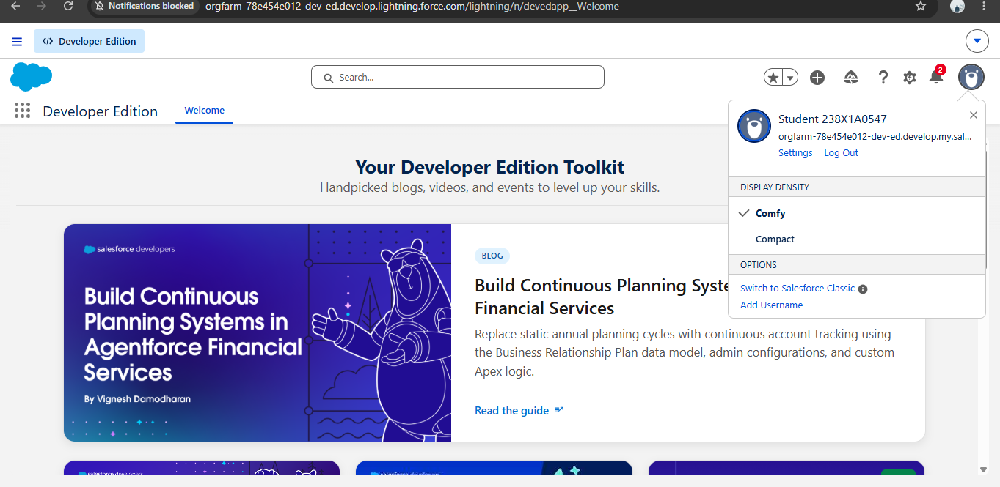 Notifications blocked
orgfarm-78e454e012-dev-ed.develop.lightning.force.com/lightning/n/devedapp__Welcome
Developer Edition
Search...
2
Developer Edition
Welcome
Student 238X1A0547
orgfarm-78e454e012-dev-ed.develop.my.sal...
Settings Log Out
DISPLAY DENSITY
Comfy
Compact
OPTIONS
Switch to Salesforce Classic
Add Username
Your Developer Edition Toolkit
Handpicked blogs, videos, and events to level up your skills.
salesforce developers
Build Continuous
Planning Systems in
Agentforce Financial
Services
By Vignesh Damodharan
BLOG
Build Continuous Planning Syste
Financial Services
Replace static annual planning cycles with continuous account tracking using
the Business Relationship Plan data model, admin configurations, and custom
Apex logic.
Read the guide
salesforce developers
salesforce developers